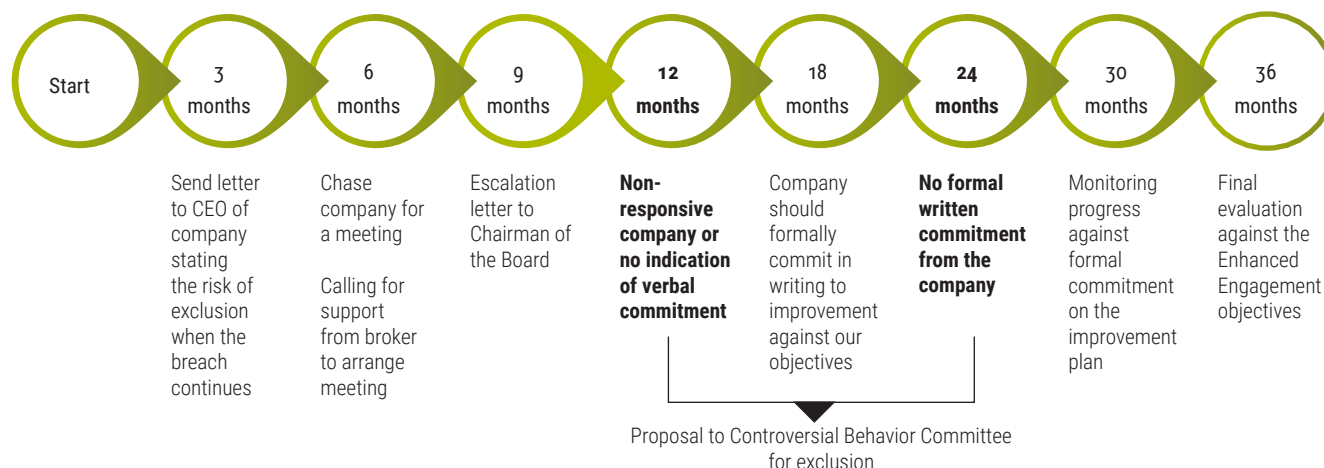 Start
3
months
6
months
9
months
12
months
18
months
24
months
30
months
36
months
Send letter
to CEO of
company
stating
the risk of
exclusion
when the
breach
continues
Chase
company for
a meeting
Calling for
support
from broker
to arrange
meeting
Escalation
letter to
Chairman of
the Board
Non-
responsive
company or
no indication
of verbal
commitment
Company
should
formally
commit in
writing to
improvement
against our
objectives
No formal
written
commitment
from the
company
Monitoring
progress
against
formal
commitment
on the
improvement
plan
Final
evaluation
against the
Enhanced
Engagement
objectives
Proposal to Controversial Behavior Committee
for exclusion